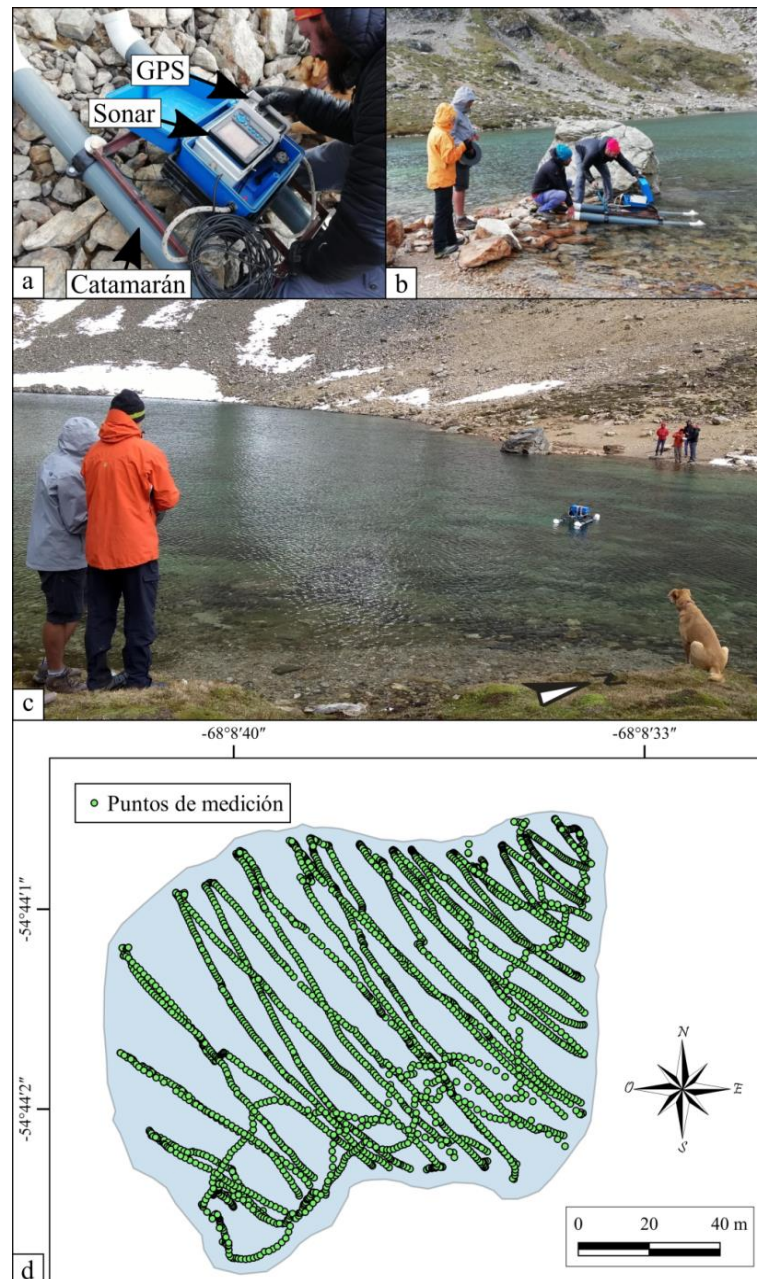 GPS
Sonar
Catamarán
a
b
c
-68°8′40″
-68°8′33″
Puntos de medición
-54°44′1″
-54°44′2″
N
O
E
S
0 20 40 m
d